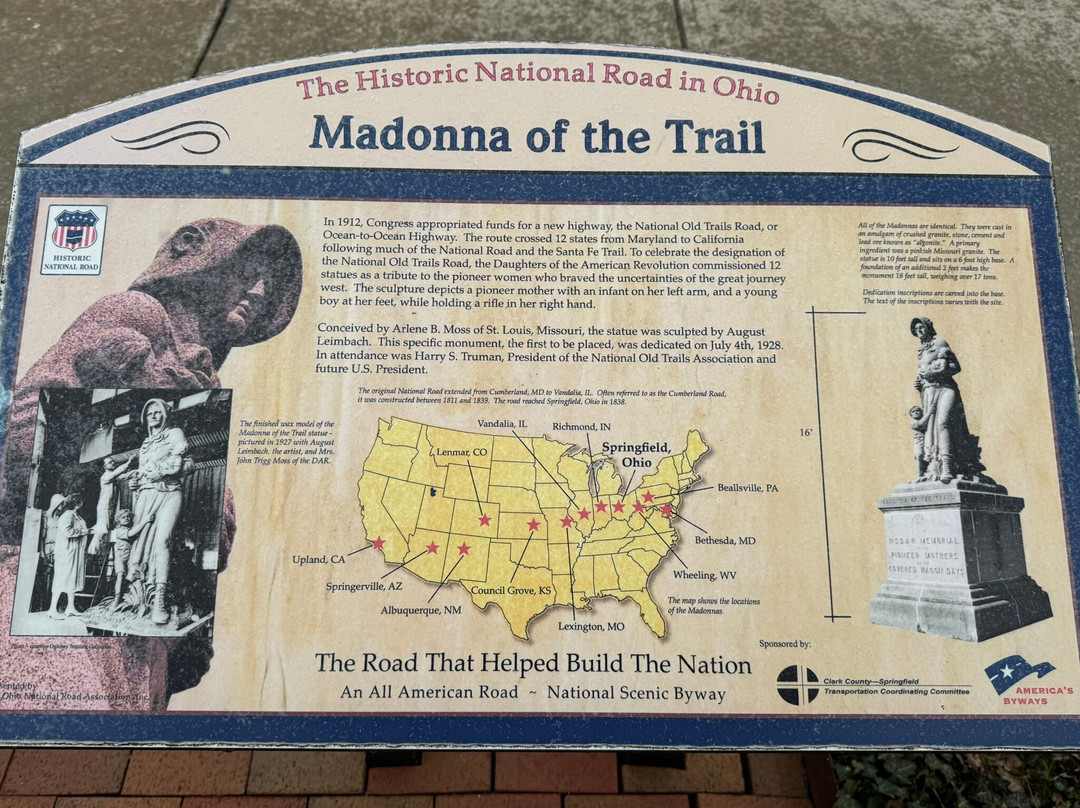 The Historic National Road in Ohio
Madonna of the Trail
HISTORIC
NATIONAL ROAD
In 1912, Congress appropriated funds for a new highway, the National Old Trails Road, or
Ocean-to-Ocean Highway. The route crossed 12 states from Maryland to California
following much of the National Road and the Santa Fe Trail. To celebrate the designation of
the National Old Trails Road, the Daughters of the American Revolution commissioned 12
statues as a tribute to the pioneer women who braved the uncertainties of the great journey
west. The sculpture depicts a pioneer mother with an infant on her left arm, and a young
boy at her feet, while holding a rifle in her right hand.
Conceived by Arlene B. Moss of St. Louis, Missouri, the statue was sculpted by August
Leimbach. This specific monument, the first to be placed, was dedicated on July 4th, 1928.
In attendance was Harry S. Truman, President of the National Old Trails Association and
future U.S. President.
All of the Madonnas are identical. They were cast in
an amalgam of crushed granite, stone, cement and
lead ore known as "algonite." A primary
ingredient was a pinkish Missouri granite. The
statue is 10 feet tall and sits on a 6 foot high base. A
foundation of an additional 2 feet makes the
monument 18 feet tall, weighing over 17 tons.
Dedication inscriptions are carved into the base.
The text of the inscriptions varies with the site.
The original National Road extended from Cumberland, MD to Vandalia, IL. Often referred to as the Cumberland Road,
it was constructed between 1811 and 1839. The road reached Springfield, Ohio in 1838.
The finished wax model of the
Madonna of the Trail statue -
pictured in 1927 with August
Leimbach, the artist, and Mrs.
John Trigg Moss of the DAR.
Vandalia, IL
Richmond, IN
Springfield,
Ohio
Lenmar, CO
Beallsville, PA
Bethesda, MD
Upland, CA
Wheeling, WV
Springerville, AZ
Council Grove, KS
Albuquerque, NM
Lexington, MO
The map shows the locations
of the Madonnas.
16'
N S D A R MEMORIAL
PIONEER MOTHERS
COVERED WAGON DAYS
The Road That Helped Build The Nation
An All American Road ~ National Scenic Byway
Ohio National Road Association, Inc.
Sponsored by:
Clark County—Springfield
Transportation Coordinating Committee
AMERICA'S
BYWAYS